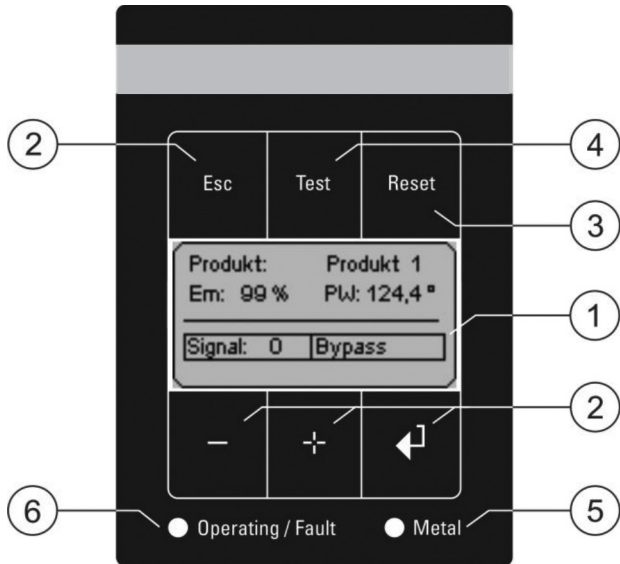 2
4
Esc Test Reset
3
Produkt: Produkt 1
Em: 99 % PW: 124,4 °
1
Signal: 0 Bypass
2
− +
6
Operating / Fault Metal
5